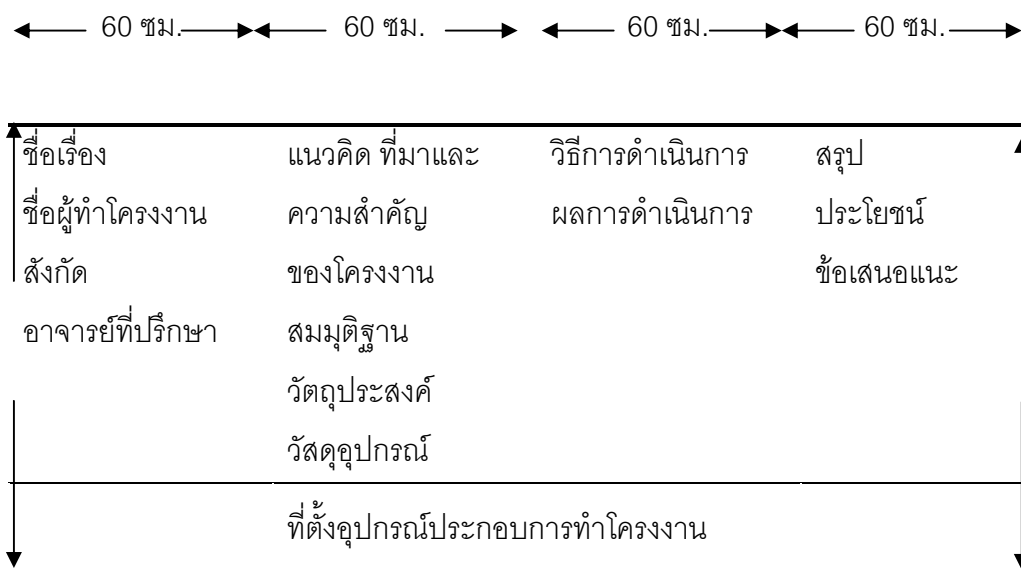 60 ซม. 60 ซม. 60 ซม. 60 ซม.
ชื่อเรื่อง
ชื่อผู้ทำโครงงาน
สังกัด
อาจารย์ที่ปรึกษา
แนวคิด ที่มาและ
ความสำคัญ
ของโครงงาน
สมมุติฐาน
วัตถุประสงค์
วัสดุอุปกรณ์
วิธีการดำเนินการ
ผลการดำเนินการ
สรุป
ประโยชน์
ข้อเสนอแนะ
ที่ตั้งอุปกรณ์ประกอบการทำโครงงาน